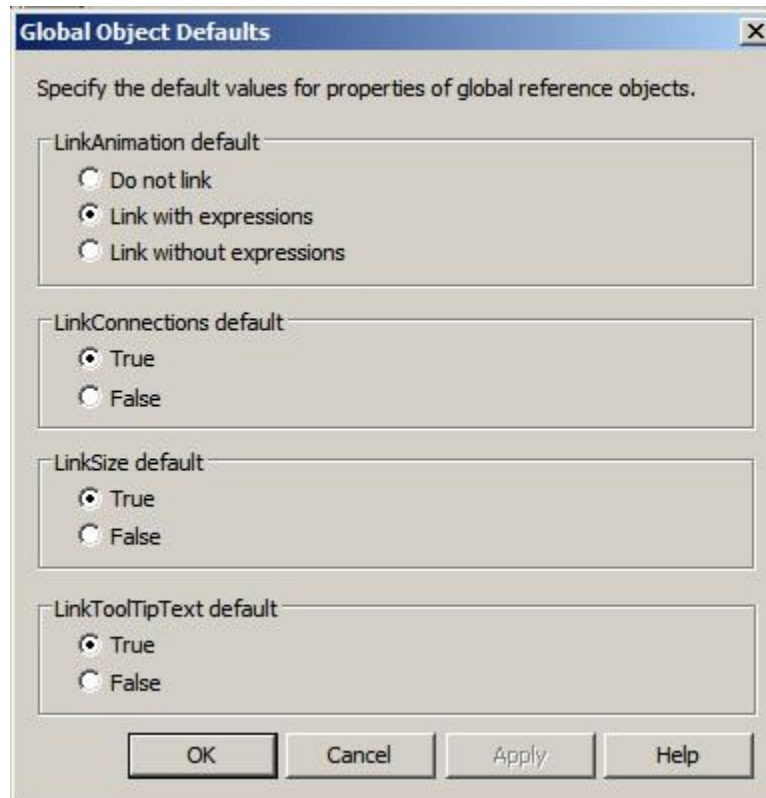 Global Object Defaults
Specify the default values for properties of global reference objects.
LinkAnimation default
Do not link
Link with expressions
Link without expressions
LinkConnections default
True
False
LinkSize default
True
False
LinkToolTipText default
True
False
OK Cancel Apply Help